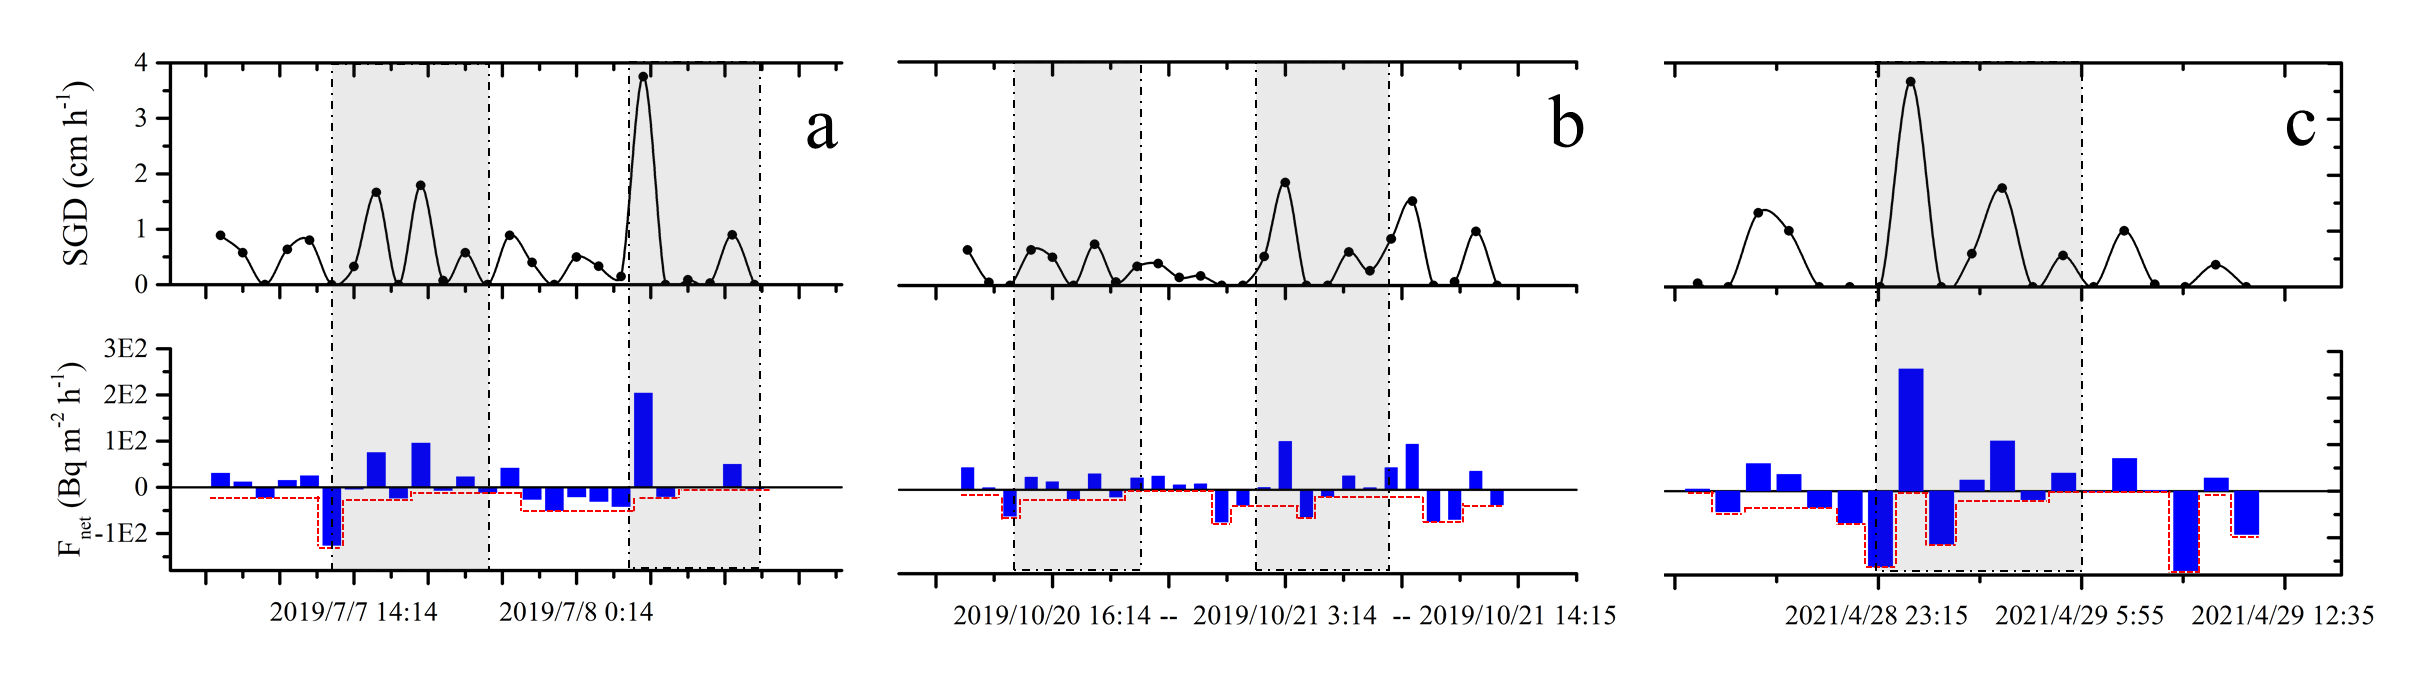 4
3
2
1
0
SGD (cm h-1)
a
b
c
3E2
2E2
1E2
0
-1E2
Fnet (Bq m-2 h-1)
2019/7/7 14:14 2019/7/8 0:14
2019/10/20 16:14 -- 2019/10/21 3:14 -- 2019/10/21 14:15
2021/4/28 23:15 2021/4/29 5:55 2021/4/29 12:35